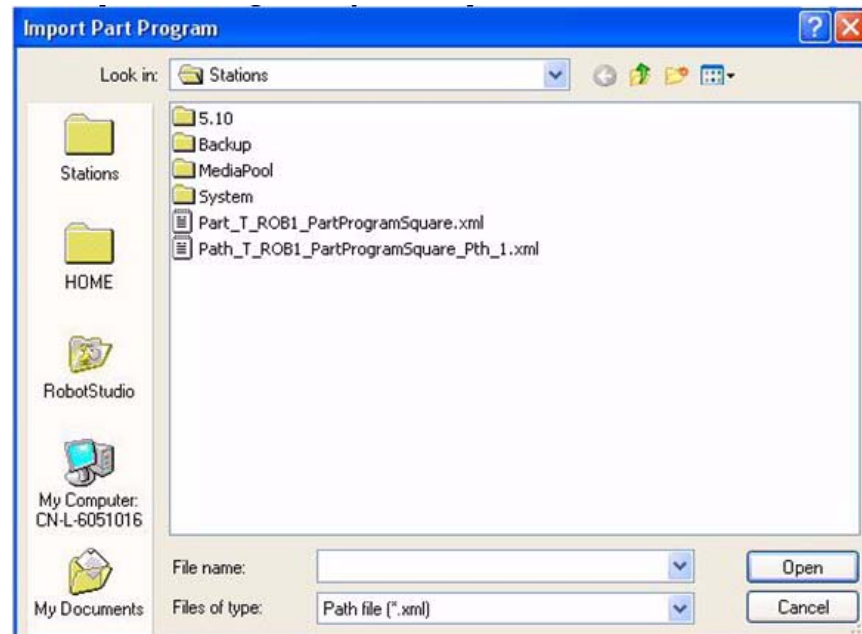 Import Part Program
Look in: Stations
5.10
Backup
MediaPool
System
Part_T_ROB1_PartProgramSquare.xml
Path_T_ROB1_PartProgramSquare_Pth_1.xml
Stations
HOME
RobotStudio
My Computer:
CN-L-6051016
My Documents
File name:
Open
Files of type: Path file (*.xml)
Cancel